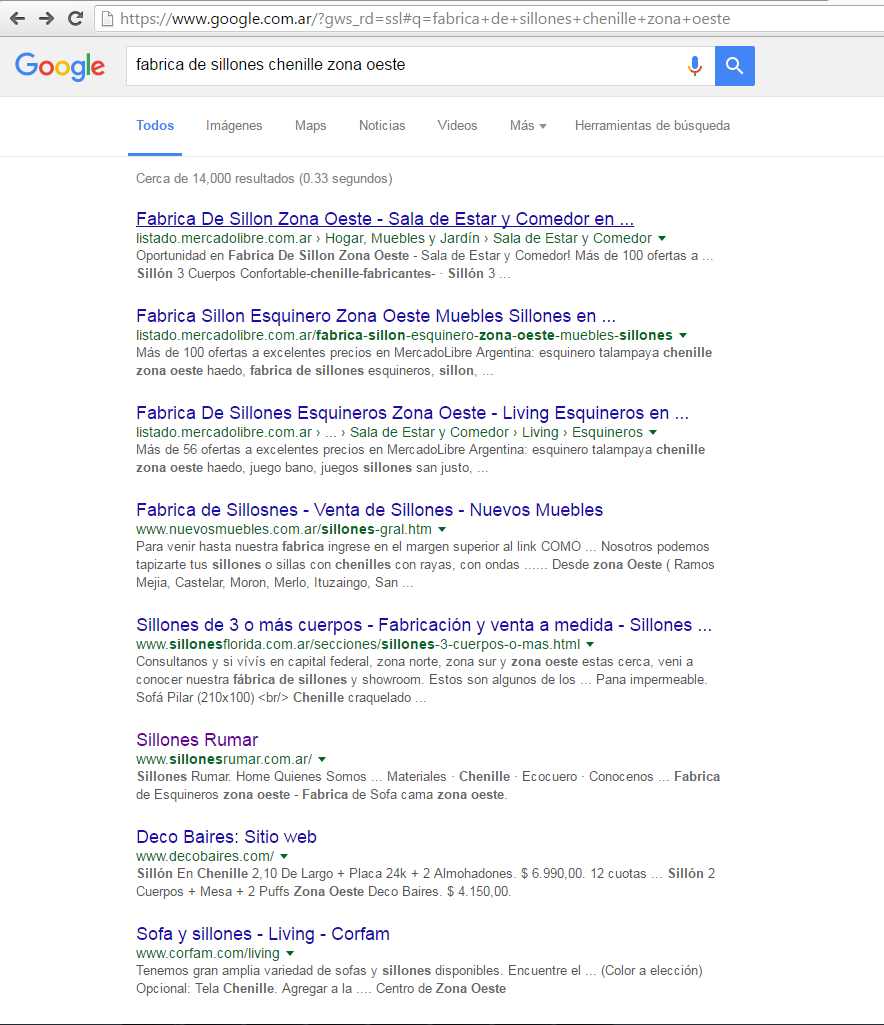 https://www.google.com.ar/?gws_rd=ssl#q=fabrica+de+sillones+chenille+zona+oeste
Google
fabrica de sillones chenille zona oeste
Todos Imágenes Maps Noticias Videos Más Herramientas de búsqueda
Cerca de 14,000 resultados (0.33 segundos)
Fabrica De Sillon Zona Oeste - Sala de Estar y Comedor en ...
listado.mercadolibre.com.ar › Hogar, Muebles y Jardín › Sala de Estar y Comedor
Oportunidad en Fabrica De Sillon Zona Oeste - Sala de Estar y Comedor! Más de 100 ofertas a ...
Sillón 3 Cuerpos Confortable-chenille-fabricantes- · Sillón 3 ...
Fabrica Sillon Esquinero Zona Oeste Muebles Sillones en ...
listado.mercadolibre.com.ar/fabrica-sillon-esquinero-zona-oeste-muebles-sillones
Más de 100 ofertas a excelentes precios en MercadoLibre Argentina: esquinero talampaya chenille
zona oeste haedo, fabrica de sillones esquineros, sillon, ...
Fabrica De Sillones Esquineros Zona Oeste - Living Esquineros en ...
listado.mercadolibre.com.ar › ... › Sala de Estar y Comedor › Living › Esquineros
Más de 56 ofertas a excelentes precios en MercadoLibre Argentina: esquinero talampaya chenille
zona oeste haedo, juego bano, juegos sillones san justo, ...
Fabrica de Sillosnes - Venta de Sillones - Nuevos Muebles
www.nuevosmuebles.com.ar/sillones-gral.htm
Para venir hasta nuestra fabrica ingrese en el margen superior al link COMO ... Nosotros podemos
tapizarte tus sillones o sillas con chenilles con rayas, con ondas ...... Desde zona Oeste ( Ramos
Mejia, Castelar, Moron, Merlo, Ituzaingo, San ...
Sillones de 3 o más cuerpos - Fabricación y venta a medida - Sillones ...
www.sillonesflorida.com.ar/secciones/sillones-3-cuerpos-o-mas.html
Consultanos y si vívís en capital federal, zona norte, zona sur y zona oeste estas cerca, veni a
conocer nuestra fábrica de sillones y showroom. Estos son algunos de los ... Pana impermeable.
Sofá Pilar (210x100) <br/> Chenille craquelado ...
Sillones Rumar
www.sillonesrumar.com.ar/
Sillones Rumar. Home Quienes Somos ... Materiales · Chenille · Ecocuero · Conocenos ... Fabrica
de Esquineros zona oeste - Fabrica de Sofa cama zona oeste.
Deco Baires: Sitio web
www.decobaires.com/
Sillón En Chenille 2,10 De Largo + Placa 24k + 2 Almohadones. $ 6.990,00. 12 cuotas ... Sillón 2
Cuerpos + Mesa + 2 Puffs Zona Oeste Deco Baires. $ 4.150,00.
Sofa y sillones - Living - Corfam
www.corfam.com/living
Tenemos gran amplia variedad de sofas y sillones disponibles. Encuentre el ... (Color a elección)
Opcional: Tela Chenille. Agregar a la .... Centro de Zona Oeste